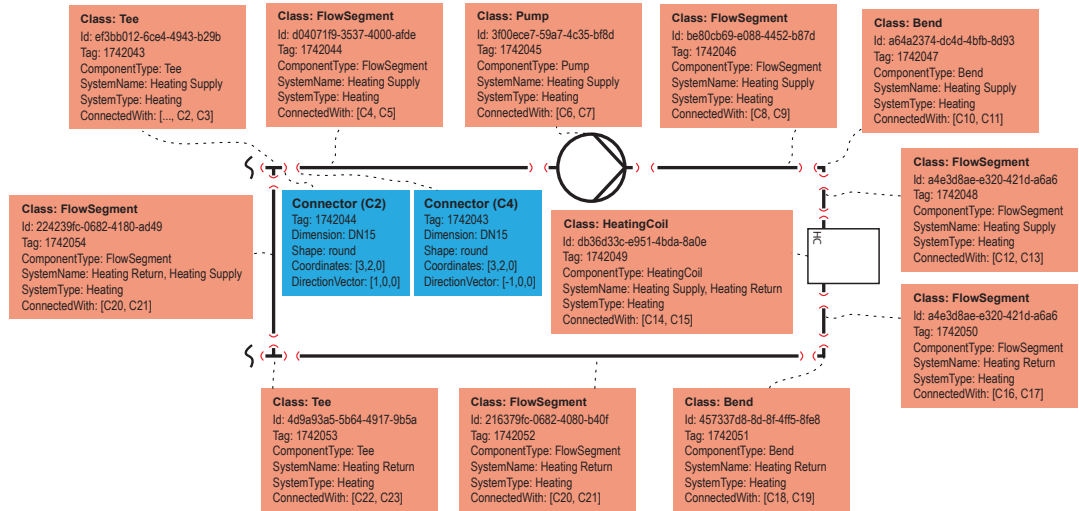 Class: Tee
Id: ef3bb012-6ce4-4943-b29b
Tag: 1742043
ComponentType: Tee
SystemName: Heating Supply
SystemType: Heating
ConnectedWith: [..., C2, C3]
Class: FlowSegment
Id: d04071f9-3537-4000-afde
Tag: 1742044
ComponentType: FlowSegment
SystemName: Heating Supply
SystemType: Heating
ConnectedWith: [C4, C5]
Class: Pump
Id: 3f00ece7-59a7-4c35-bf8d
Tag: 1742045
ComponentType: Pump
SystemName: Heating Supply
SystemType: Heating
ConnectedWith: [C6, C7]
Class: FlowSegment
Id: be80cb69-e088-4452-b87d
Tag: 1742046
ComponentType: FlowSegment
SystemName: Heating Supply
SystemType: Heating
ConnectedWith: [C8, C9]
Class: Bend
Id: a64a2374-dc4d-4bfb-8d93
Tag: 1742047
ComponentType: Bend
SystemName: Heating Supply
SystemType: Heating
ConnectedWith: [C10, C11]
Class: FlowSegment
Id: 224239fc-0682-4180-ad49
Tag: 1742054
ComponentType: FlowSegment
SystemName: Heating Return, Heating Supply
SystemType: Heating
ConnectedWith: [C20, C21]
Connector (C2)
Tag: 1742044
Dimension: DN15
Shape: round
Coordinates: [3,2,0]
DirectionVector: [1,0,0]
Connector (C4)
Tag: 1742043
Dimension: DN15
Shape: round
Coordinates: [3,2,0]
DirectionVector: [-1,0,0]
Class: HeatingCoil
Id: db36d33c-e951-4bda-8a0e
Tag: 1742049
ComponentType: HeatingCoil
SystemName: Heating Supply, Heating Return
SystemType: Heating
ConnectedWith: [C14, C15]
HC
Class: FlowSegment
Id: a4e3d8ae-e320-421d-a6a6
Tag: 1742048
ComponentType: FlowSegment
SystemName: Heating Supply
SystemType: Heating
ConnectedWith: [C12, C13]
Class: FlowSegment
Id: a4e3d8ae-e320-421d-a6a6
Tag: 1742050
ComponentType: FlowSegment
SystemName: Heating Return
SystemType: Heating
ConnectedWith: [C16, C17]
Class: Tee
Id: 4d9a93a5-5b64-4917-9b5a
Tag: 1742053
ComponentType: Tee
SystemName: Heating Return
SystemType: Heating
ConnectedWith: [C22, C23]
Class: FlowSegment
Id: 216379fc-0682-4080-b40f
Tag: 1742052
ComponentType: FlowSegment
SystemName: Heating Return
SystemType: Heating
ConnectedWith: [C20, C21]
Class: Bend
Id: 457337d8-8d-8f-4ff5-8fe8
Tag: 1742051
ComponentType: Bend
SystemName: Heating Return
SystemType: Heating
ConnectedWith: [C18, C19]